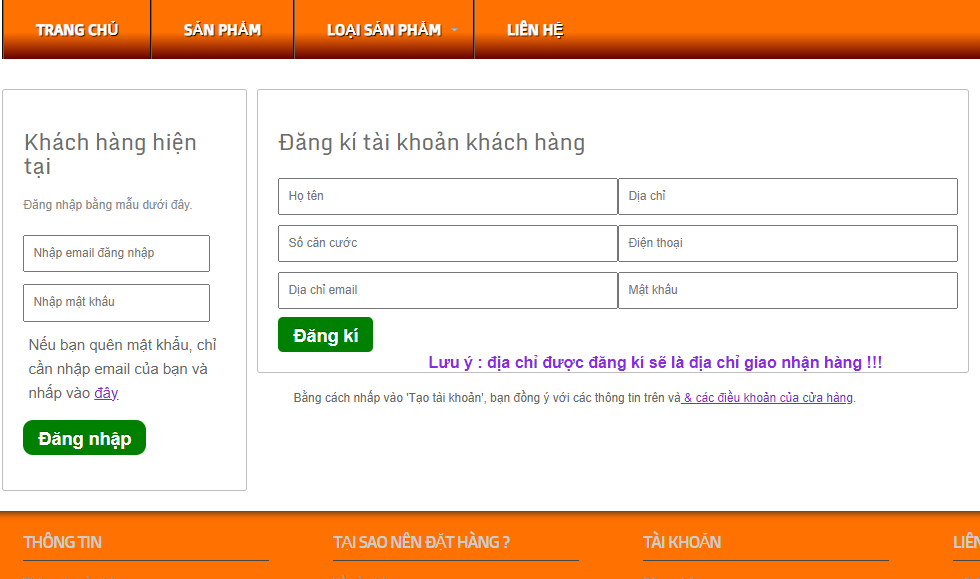 TRANG CHỦ SẢN PHẨM LOẠI SẢN PHẨM LIÊN HỆ
Khách hàng hiện
tại
Đăng nhập bằng mẫu dưới đây.
Nhập email đăng nhập
Nhập mật khẩu
Nếu bạn quên mật khẩu, chỉ
cần nhập email của bạn và
nhấp vào đây
Đăng nhập
Đăng kí tài khoản khách hàng
Họ tên
Địa chỉ
Số căn cước
Điện thoại
Địa chỉ email
Mật khẩu
Đăng kí
Lưu ý : địa chỉ được đăng kí sẽ là địa chỉ giao nhận hàng !!!
Bằng cách nhấp vào 'Tạo tài khoản', bạn đồng ý với các thông tin trên và & các điều khoản của cửa hàng.
THÔNG TIN
TẠI SAO NÊN ĐẶT HÀNG ?
TÀI KHOẢN